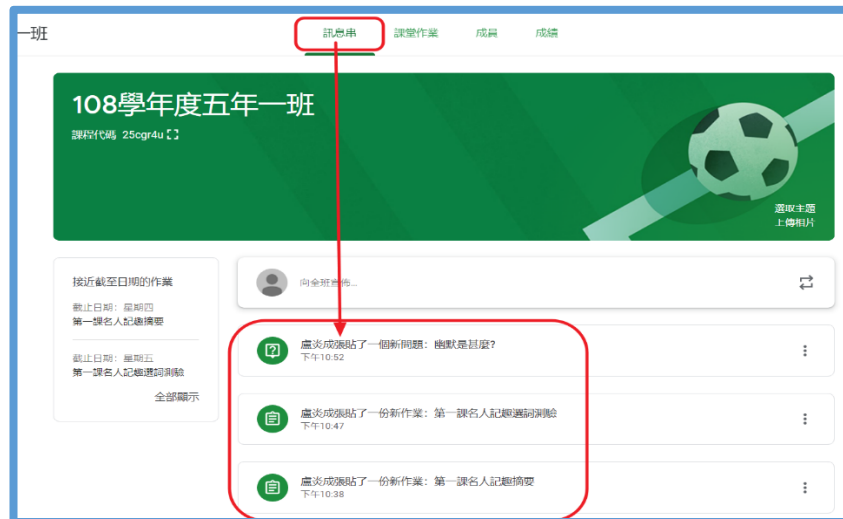 一班
訊息串 課堂作業 成員 成績
108學年度五年一班
課程代碼 25cgr4u
選取主題
上傳相片
接近截至日期的作業
截止日期：星期四
第一課名人記趣摘要
截止日期：星期五
第一課名人記趣選詞測驗
全部顯示
向全班宣佈...
盧炎成張貼了一個新問題：幽默是甚麼?
下午10:52
盧炎成張貼了一份新作業：第一課名人記趣選詞測驗
下午10:47
盧炎成張貼了一份新作業：第一課名人記趣摘要
下午10:38